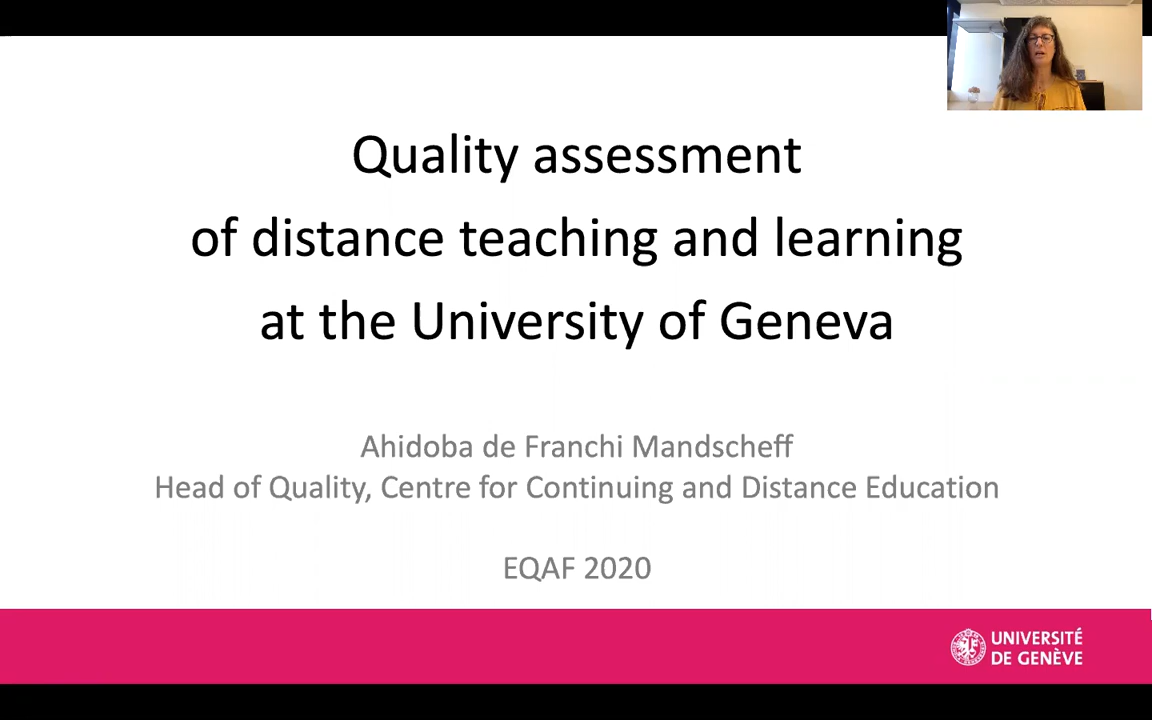 Quality assessment
of distance teaching and learning
at the University of Geneva
Ahidoba de Franchi Mandscheff
Head of Quality, Centre for Continuing and Distance Education
EQAF 2020
UNIVERSITÉ
DE GENÈVE